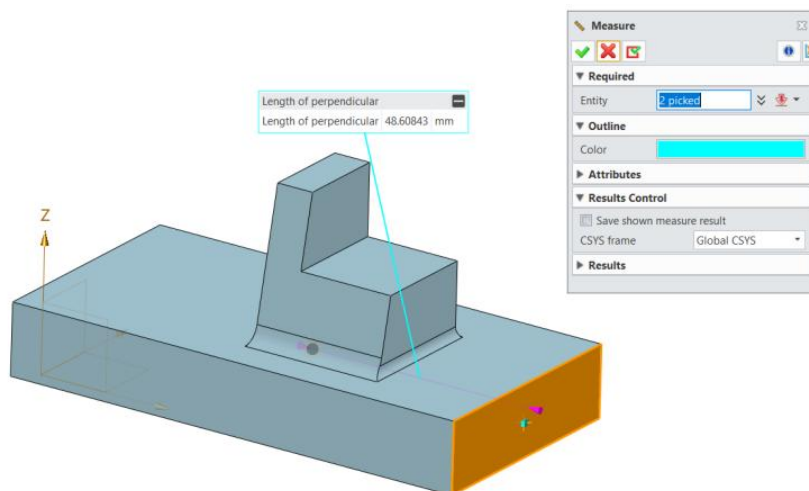 Measure
Required
Entity 2 picked
Outline
Color
Attributes
Results Control
Save shown measure result
CSYS frame Global CSYS
Results
Length of perpendicular
Length of perpendicular 48.60843 mm
Z